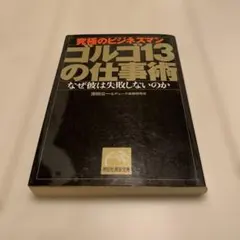 究極のビジネスマン
ゴルゴ13
の仕事術
なぜ彼は失敗しないのか